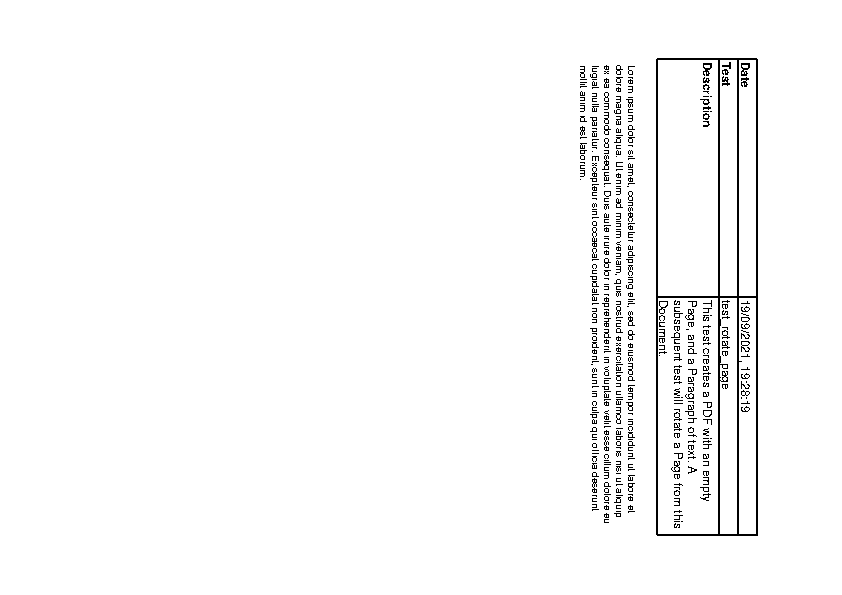 Date 19/09/2021, 19:28:19
Test test_rotate_page
Description This test creates a PDF with an empty
Page, and a Paragraph of text. A
subsequent test will rotate a Page from this
Document.
Lorem ipsum dolor sit amet, consectetur adipiscing elit, sed do eiusmod tempor incididunt ut labore et
dolore magna aliqua. Ut enim ad minim veniam, quis nostrud exercitation ullamco laboris nisi ut aliquip
ex ea commodo consequat. Duis aute irure dolor in reprehenderit in voluptate velit esse cillum dolore eu
fugiat nulla pariatur. Excepteur sint occaecat cupidatat non proident, sunt in culpa qui officia deserunt
mollit anim id est laborum.